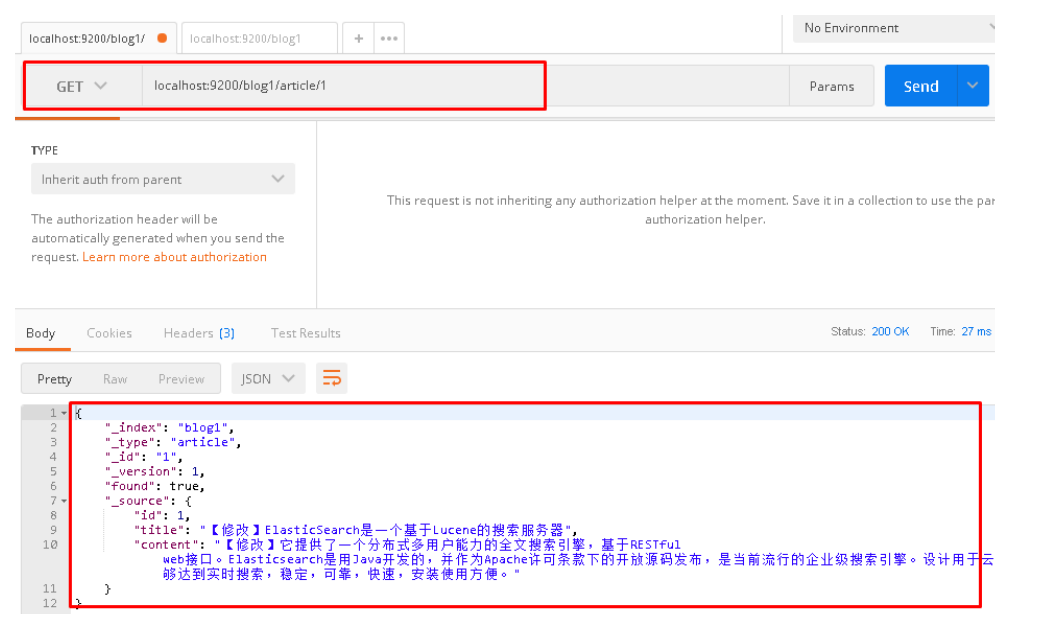 localhost:9200/blog1/
localhost:9200/blog1
+
•••
No Environment
GET
localhost:9200/blog1/article/1
Params
Send
TYPE
Inherit auth from parent
The authorization header will be
automatically generated when you send the
request. Learn more about authorization
This request is not inheriting any authorization helper at the moment. Save it in a collection to use the par
authorization helper.
Body Cookies Headers (3) Test Results
Status: 200 OK Time: 27 ms
Pretty Raw Preview JSON
1 {
2 "_index": "blog1",
3 "_type": "article",
4 "_id": "1",
5 "_version": 1,
6 "found": true,
7 "_source": {
8 "id": 1,
9 "title": "【修改】ElasticSearch是一个基于Lucene的搜索服务器",
10 "content": "【修改】它提供了一个分布式多用户能力的全文搜索引擎，基于RESTful
web接口。Elasticsearch是用Java开发的，并作为Apache许可条款下的开放源码发布，是当前流行的企业级搜索引擎。设计用于云
够达到实时搜索，稳定，可靠，快速，安装使用方便。"
11 }
12 }